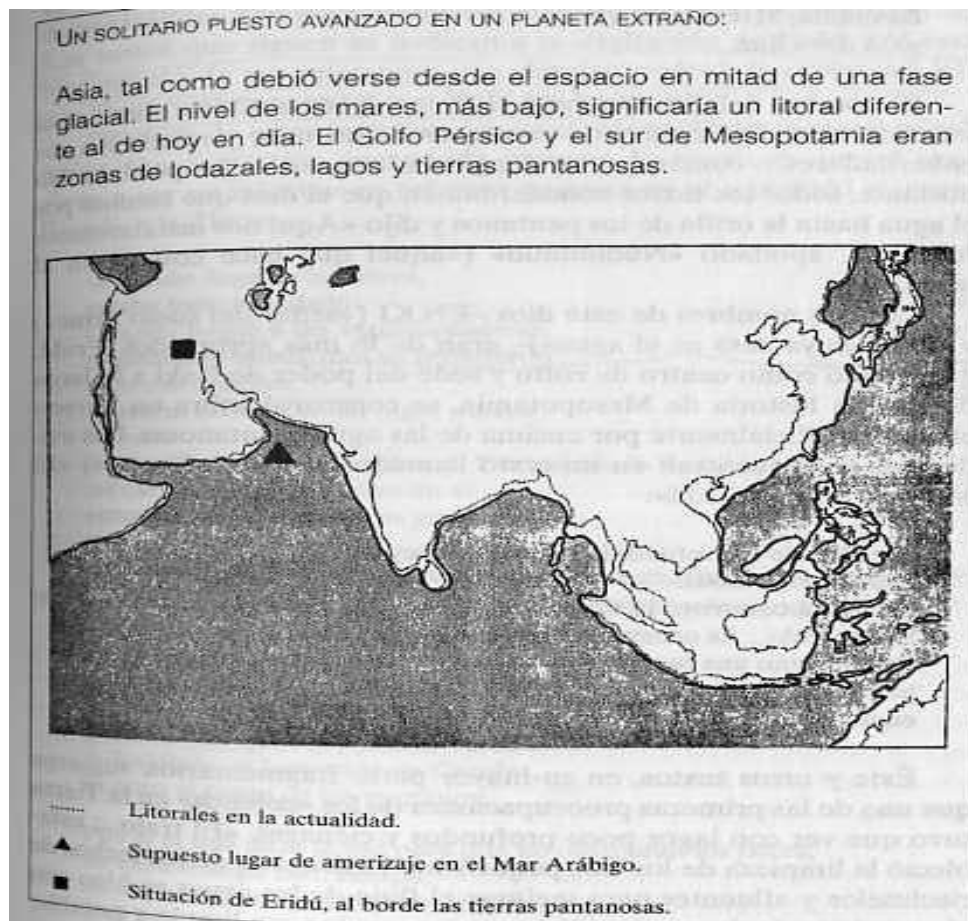 UN SOLITARIO PUESTO AVANZADO EN UN PLANETA EXTRAÑO:
Asia, tal como debió verse desde el espacio en mitad de una fase
glacial. El nivel de los mares, más bajo, significaría un litoral diferen-
te al de hoy en día. El Golfo Pérsico y el sur de Mesopotamia eran
zonas de lodazales, lagos y tierras pantanosas.
Litorales en la actualidad.
Supuesto lugar de amerizaje en el Mar Arábigo.
Situación de Eridú, al borde las tierras pantanosas.